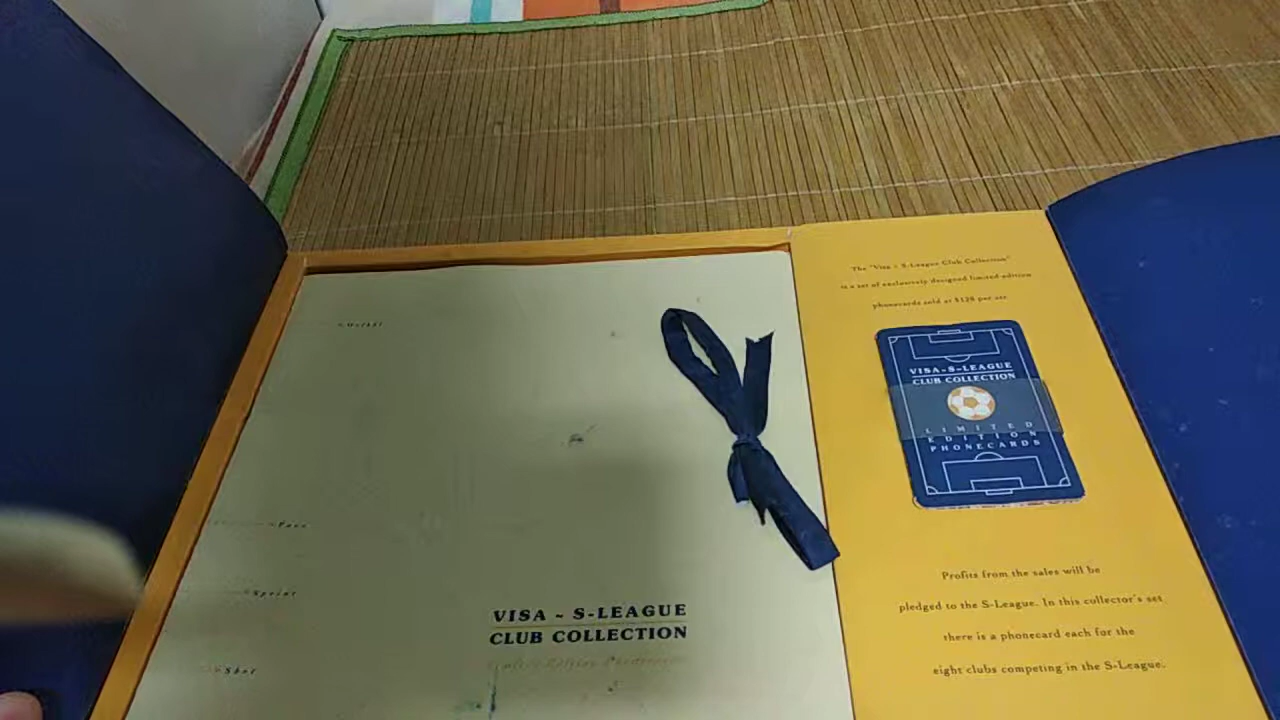 VISA ~ S-LEAGUE
CLUB COLLECTION
The "Visa ~ S-League Club Collection"
is a set of exclusively designed limited edition
phonecards sold at $128 per set
VISA~S-LEAGUE
CLUB COLLECTION
LIMITED
EDITION
PHONECARDS
Profits from the sales will be
pledged to the S-League. In this collector's set
there is a phonecard each for the
eight clubs competing in the S-League.